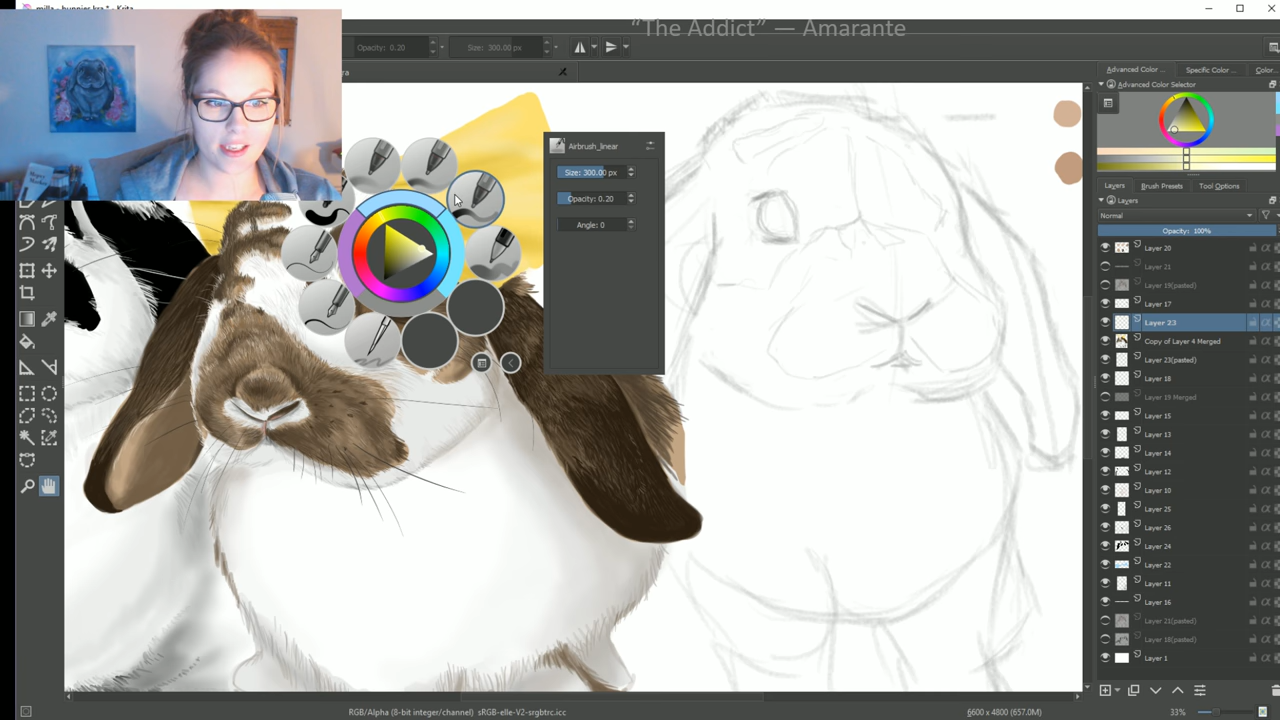 milla - bunnies.kra * - Krita
"The Addict" — Amarante
Opacity: 0.20
Size: 300.00 px
Advanced Color ...
Specific Color ...
Color...
Advanced Color Selector
Airbrush_linear
Size: 300.00 px
Opacity: 0.20
Angle: 0
Layers
Brush Presets
Tool Options
Layers
Normal
Opacity: 100%
Layer 20
Layer 21
Layer 19(pasted)
Layer 17
Layer 23
Copy of Layer 4 Merged
Layer 23(pasted)
Layer 18
Layer 19 Merged
Layer 15
Layer 13
Layer 14
Layer 12
Layer 10
Layer 25
Layer 26
Layer 24
Layer 22
Layer 11
Layer 16
Layer 21(pasted)
Layer 18(pasted)
Layer 1
RGB/Alpha (8-bit integer/channel) sRGB-elle-V2-srgbtrc.icc
6600 x 4800 (657.0M)
33%